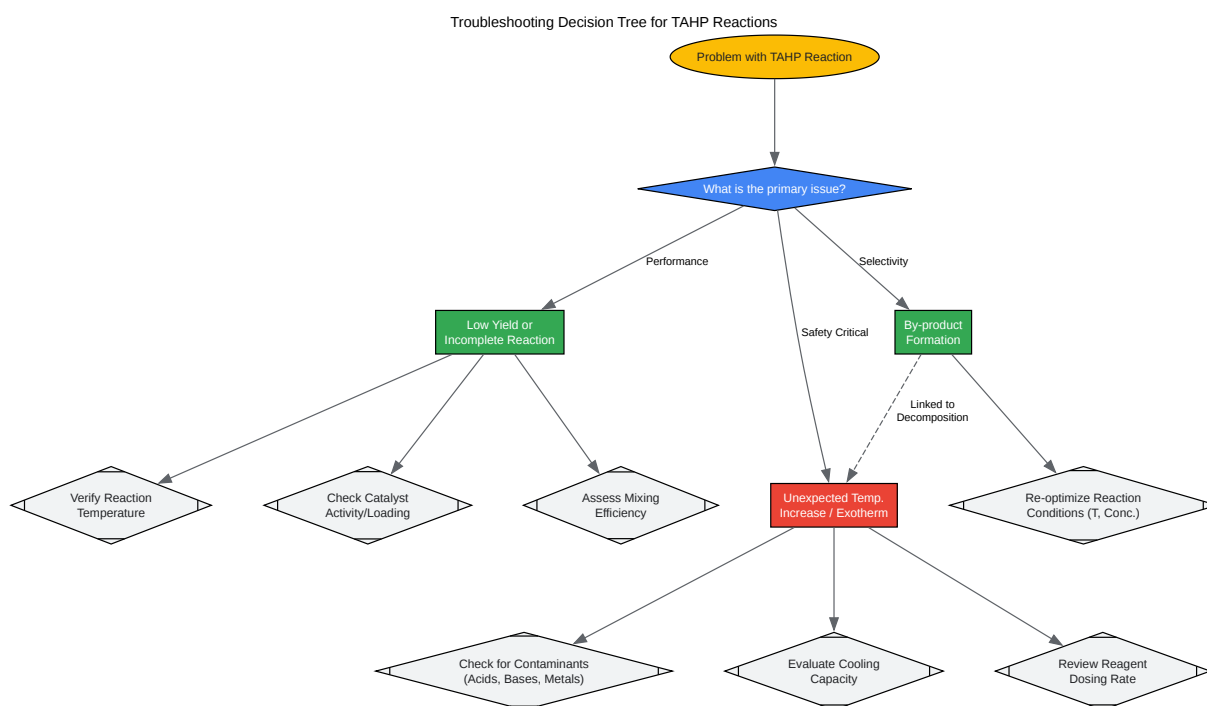 Troubleshooting Decision Tree for TAHP Reactions
Problem with TAHP Reaction
What is the primary issue?
Performance
Selectivity
Low Yield or
Incomplete Reaction
Safety Critical
By-product
Formation
Linked to
Decomposition
Verify Reaction
Temperature
Check Catalyst
Activity/Loading
Assess Mixing
Efficiency
Unexpected Temp.
Increase / Exotherm
Re-optimize Reaction
Conditions (T, Conc.)
Check for Contaminants
(Acids, Bases, Metals)
Evaluate Cooling
Capacity
Review Reagent
Dosing Rate